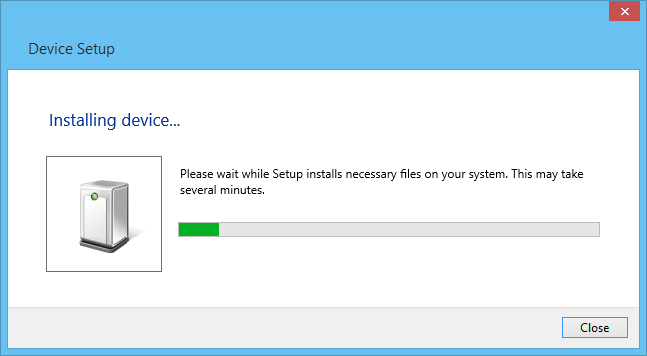 Device Setup
Installing device...
Please wait while Setup installs necessary files on your system. This may take
several minutes.
Close